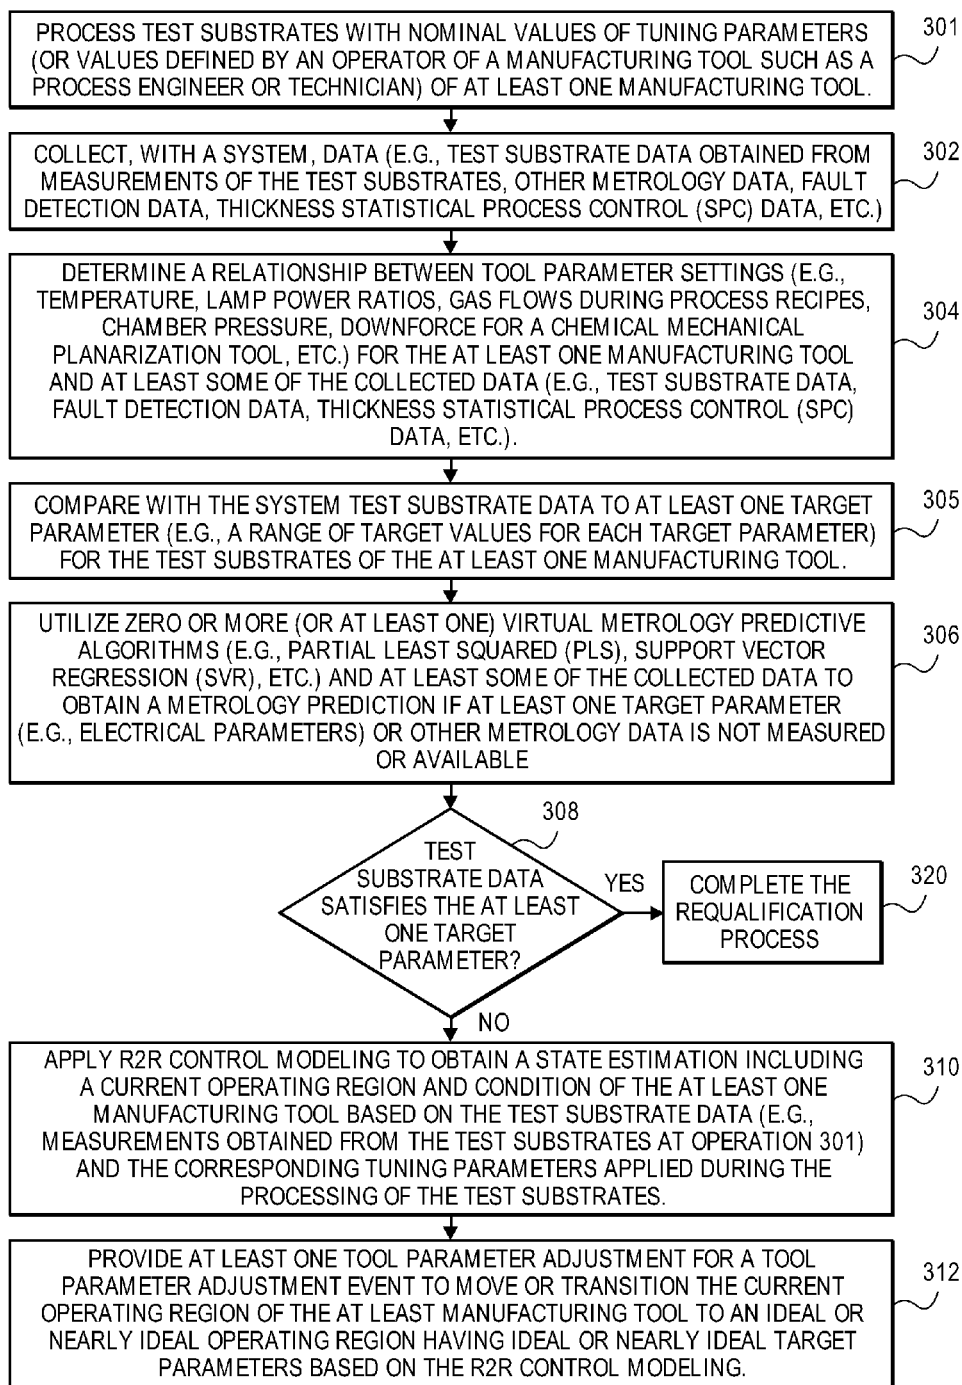 PROCESS TEST SUBSTRATES WITH NOMINAL VALUES OF TUNING PARAMETERS
(OR VALUES DEFINED BY AN OPERATOR OF A MANUFACTURING TOOL SUCH AS A
PROCESS ENGINEER OR TECHNICIAN) OF AT LEAST ONE MANUFACTURING TOOL.
301
COLLECT, WITH A SYSTEM, DATA (E.G., TEST SUBSTRATE DATA OBTAINED FROM
MEASUREMENTS OF THE TEST SUBSTRATES, OTHER METROLOGY DATA, FAULT
DETECTION DATA, THICKNESS STATISTICAL PROCESS CONTROL (SPC) DATA, ETC.)
302
DETERMINE A RELATIONSHIP BETWEEN TOOL PARAMETER SETTINGS (E.G.,
TEMPERATURE, LAMP POWER RATIOS, GAS FLOWS DURING PROCESS RECIPES,
CHAMBER PRESSURE, DOWNFORCE FOR A CHEMICAL MECHANICAL
PLANARIZATION TOOL, ETC.) FOR THE AT LEAST ONE MANUFACTURING TOOL
AND AT LEAST SOME OF THE COLLECTED DATA (E.G., TEST SUBSTRATE DATA,
FAULT DETECTION DATA, THICKNESS STATISTICAL PROCESS CONTROL (SPC)
DATA, ETC.).
304
COMPARE WITH THE SYSTEM TEST SUBSTRATE DATA TO AT LEAST ONE TARGET
PARAMETER (E.G., A RANGE OF TARGET VALUES FOR EACH TARGET PARAMETER)
FOR THE TEST SUBSTRATES OF THE AT LEAST ONE MANUFACTURING TOOL.
305
UTILIZE ZERO OR MORE (OR AT LEAST ONE) VIRTUAL METROLOGY PREDICTIVE
ALGORITHMS (E.G., PARTIAL LEAST SQUARED (PLS), SUPPORT VECTOR
REGRESSION (SVR), ETC.) AND AT LEAST SOME OF THE COLLECTED DATA TO
OBTAIN A METROLOGY PREDICTION IF AT LEAST ONE TARGET PARAMETER
(E.G., ELECTRICAL PARAMETERS) OR OTHER METROLOGY DATA IS NOT MEASURED
OR AVAILABLE
306
308
TEST
SUBSTRATE DATA
SATISFIES THE AT LEAST
ONE TARGET
PARAMETER?
YES
COMPLETE THE
REQUALIFICATION
PROCESS
320
NO
APPLY R2R CONTROL MODELING TO OBTAIN A STATE ESTIMATION INCLUDING
A CURRENT OPERATING REGION AND CONDITION OF THE AT LEAST ONE
MANUFACTURING TOOL BASED ON THE TEST SUBSTRATE DATA (E.G.,
MEASUREMENTS OBTAINED FROM THE TEST SUBSTRATES AT OPERATION 301)
AND THE CORRESPONDING TUNING PARAMETERS APPLIED DURING THE
PROCESSING OF THE TEST SUBSTRATES.
310
PROVIDE AT LEAST ONE TOOL PARAMETER ADJUSTMENT FOR A TOOL
PARAMETER ADJUSTMENT EVENT TO MOVE OR TRANSITION THE CURRENT
OPERATING REGION OF THE AT LEAST MANUFACTURING TOOL TO AN IDEAL OR
NEARLY IDEAL OPERATING REGION HAVING IDEAL OR NEARLY IDEAL TARGET
PARAMETERS BASED ON THE R2R CONTROL MODELING.
312